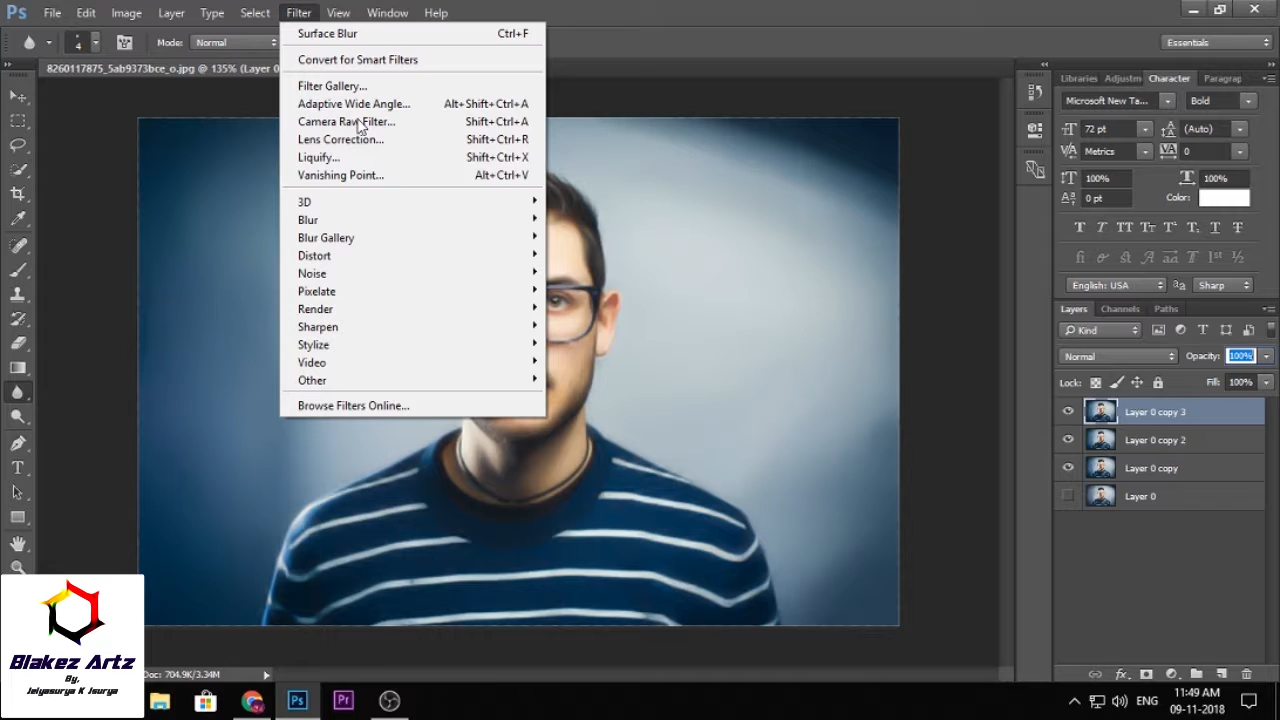 Ps File Edit Image Layer Type Select Filter View Window Help
4 Mode: Normal Essentials
8260117875_5ab9373bce_o.jpg @ 135% (Layer 0
Surface Blur Ctrl+F
Convert for Smart Filters
Filter Gallery...
Adaptive Wide Angle... Alt+Shift+Ctrl+A
Camera Raw Filter... Shift+Ctrl+A
Lens Correction... Shift+Ctrl+R
Liquify... Shift+Ctrl+X
Vanishing Point... Alt+Ctrl+V
3D
Blur
Blur Gallery
Distort
Noise
Pixelate
Render
Sharpen
Stylize
Video
Other
Browse Filters Online...
Libraries Adjustm Character Paragrap
Microsoft New Ta... Bold
72 pt (Auto)
Metrics 0
100% 100%
0 pt Color:
English: USA Sharp
Layers Channels Paths
Kind
Normal Opacity: 100%
Lock: Fill: 100%
Layer 0 copy 3
Layer 0 copy 2
Layer 0 copy
Layer 0
Doc: 704.9K/3.34M
Blakez Artz
By,
Jeiyasurya K Jsurya
Ps Pr
ENG
11:49 AM
09-11-2018